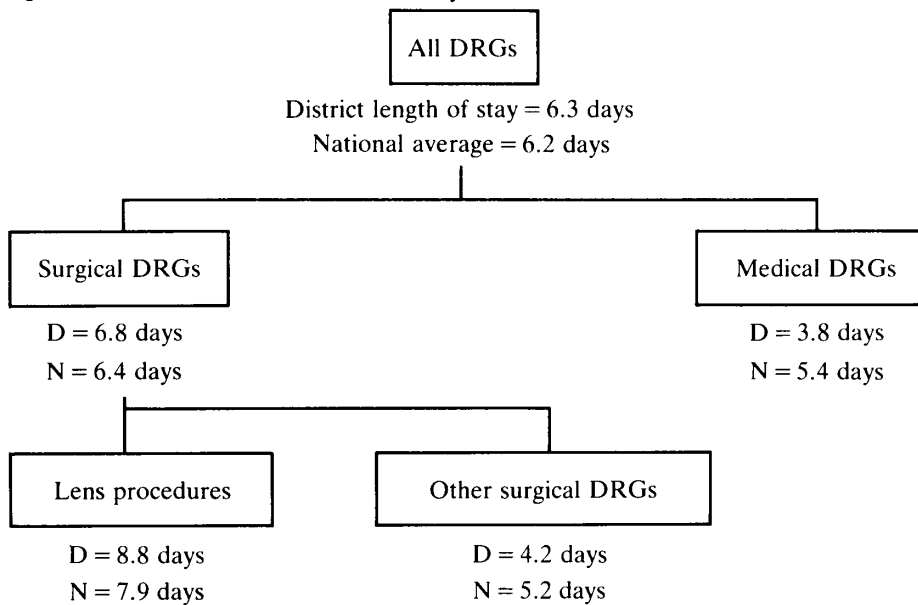 All DRGs
District length of stay = 6.3 days
National average = 6.2 days
Surgical DRGs
D = 6.8 days
N = 6.4 days
Medical DRGs
D = 3.8 days
N = 5.4 days
Lens procedures
D = 8.8 days
N = 7.9 days
Other surgical DRGs
D = 4.2 days
N = 5.2 days